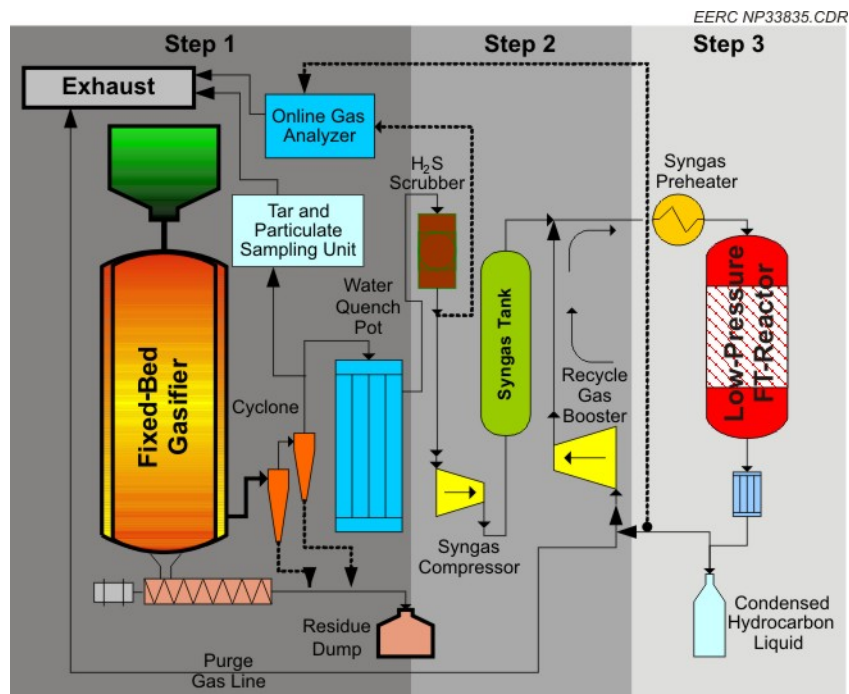 EERC NP33835.CDR
Step 1
Step 2
Step 3
Exhaust
Online Gas
Analyzer
H₂S
Scrubber
Syngas
Preheater
Tar and
Particulate
Sampling Unit
Water
Quench
Pot
Fixed-Bed
Gasifier
Cyclone
Syngas Tank
Recycle Gas
Booster
Low-Pressure
FT-Reactor
Syngas
Compressor
Residue
Dump
Condensed
Hydrocarbon
Liquid
Purge
Gas Line